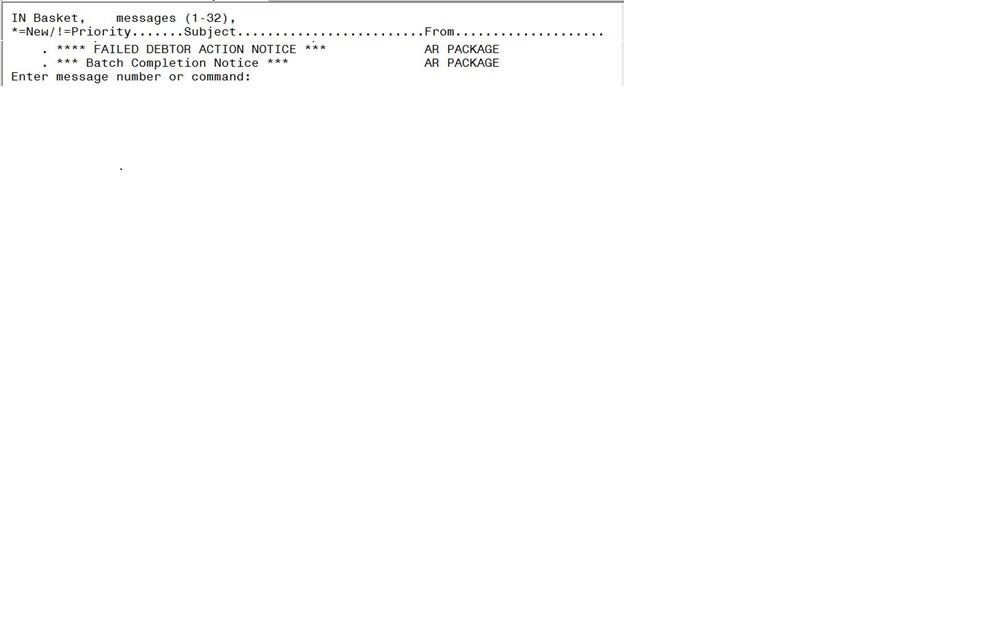 IN Basket,    messages (1-32),
*=New/!=Priority.......Subject.........................From....................
. **** FAILED DEBTOR ACTION NOTICE ***             AR PACKAGE
. *** Batch Completion Notice ***                  AR PACKAGE
Enter message number or command: